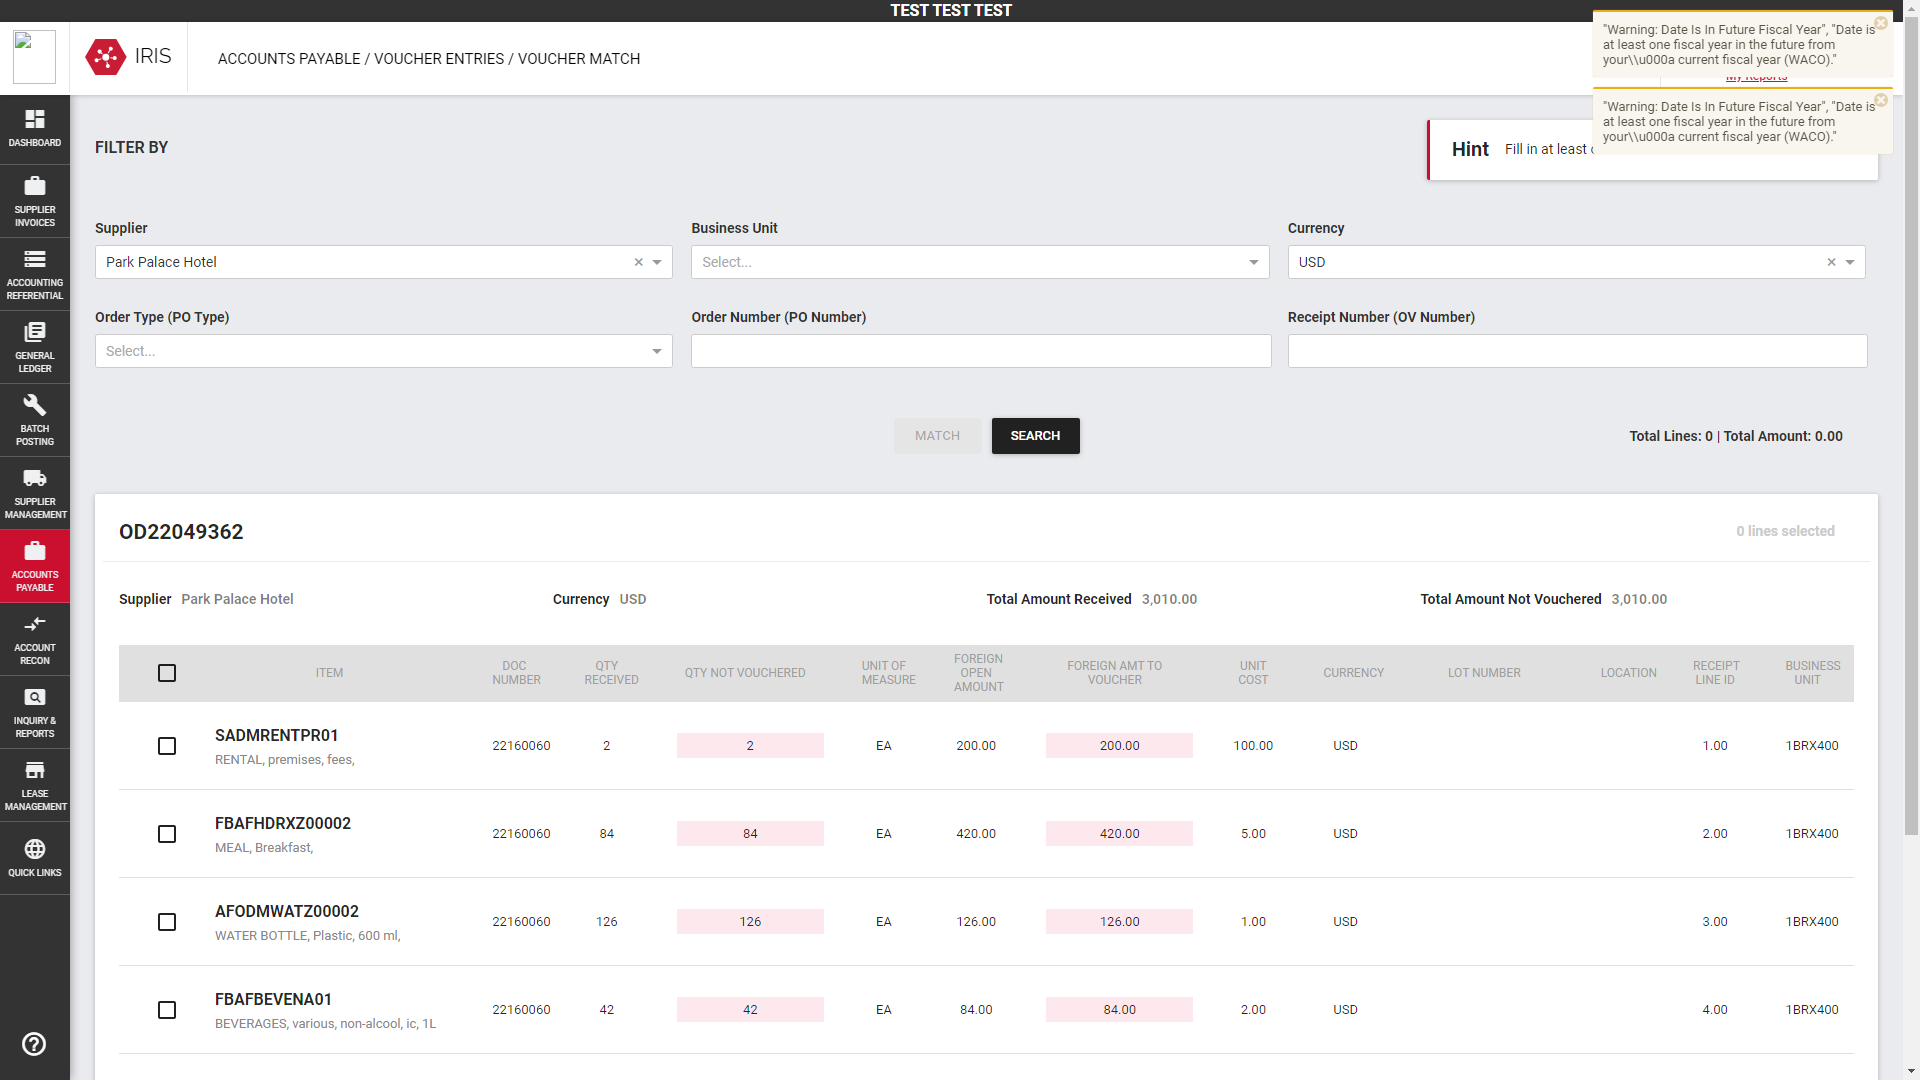 TEST TEST TEST
IRIS
ACCOUNTS PAYABLE / VOUCHER ENTRIES / VOUCHER MATCH
"Warning: Date Is In Future Fiscal Year", "Date is
at least one fiscal year in the future from
your\\u000a current fiscal year (WACO)."
My Reports
"Warning: Date Is In Future Fiscal Year", "Date is
at least one fiscal year in the future from
your\\u000a current fiscal year (WACO)."
DASHBOARD
SUPPLIER
INVOICES
ACCOUNTING
REFERENTIAL
GENERAL
LEDGER
BATCH
POSTING
SUPPLIER
MANAGEMENT
ACCOUNTS
PAYABLE
ACCOUNT
RECON
INQUIRY &
REPORTS
LEASE
MANAGEMENT
QUICK LINKS
FILTER BY
Hint Fill in at least
Supplier
Park Palace Hotel
Business Unit
Select...
Currency
USD
Order Type (PO Type)
Select...
Order Number (PO Number)
Receipt Number (OV Number)
MATCH
SEARCH
Total Lines: 0 | Total Amount: 0.00
OD22049362
0 lines selected
Supplier Park Palace Hotel
Currency USD
Total Amount Received 3,010.00
Total Amount Not Vouchered 3,010.00
ITEM
DOC
NUMBER
QTY
RECEIVED
QTY NOT VOUCHERED
UNIT OF
MEASURE
FOREIGN
OPEN
AMOUNT
FOREIGN AMT TO
VOUCHER
UNIT
COST
CURRENCY
LOT NUMBER
LOCATION
RECEIPT
LINE ID
BUSINESS
UNIT
SADMRENTPR01
RENTAL, premises, fees,
22160060 2 2 EA 200.00 200.00 100.00 USD 1.00 1BRX400
FBAFHDRXZ00002
MEAL, Breakfast,
22160060 84 84 EA 420.00 420.00 5.00 USD 2.00 1BRX400
AFODMWATZ00002
WATER BOTTLE, Plastic, 600 ml,
22160060 126 126 EA 126.00 126.00 1.00 USD 3.00 1BRX400
FBAFBEVENA01
BEVERAGES, various, non-alcool, ic, 1L
22160060 42 42 EA 84.00 84.00 2.00 USD 4.00 1BRX400